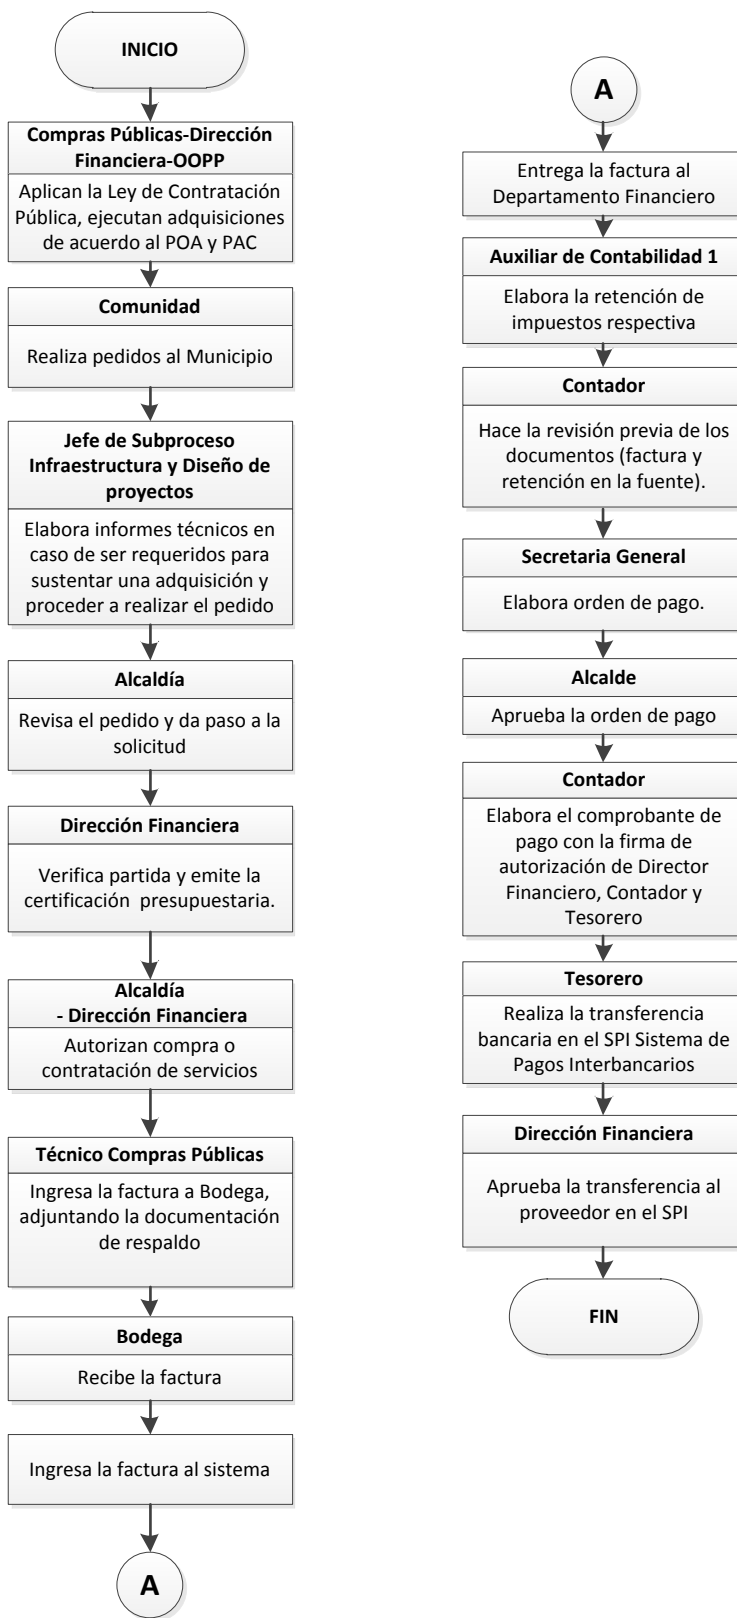 INICIO
Compras Públicas-Dirección
Financiera-OOPP
Aplican la Ley de Contratación
Pública, ejecutan adquisiciones
de acuerdo al POA y PAC
Comunidad
Realiza pedidos al Municipio
Jefe de Subproceso
Infraestructura y Diseño de
proyectos
Elabora informes técnicos en
caso de ser requeridos para
sustentar una adquisición y
proceder a realizar el pedido
Alcaldía
Revisa el pedido y da paso a la
solicitud
Dirección Financiera
Verifica partida y emite la
certificación presupuestaria.
Alcaldía
- Dirección Financiera
Autorizan compra o
contratación de servicios
Técnico Compras Públicas
Ingresa la factura a Bodega,
adjuntando la documentación
de respaldo
Bodega
Recibe la factura
Ingresa la factura al sistema
A
A
Entrega la factura al
Departamento Financiero
Auxiliar de Contabilidad 1
Elabora la retención de
impuestos respectiva
Contador
Hace la revisión previa de los
documentos (factura y
retención en la fuente).
Secretaria General
Elabora orden de pago.
Alcalde
Aprueba la orden de pago
Contador
Elabora el comprobante de
pago con la firma de
autorización de Director
Financiero, Contador y
Tesorero
Tesorero
Realiza la transferencia
bancaria en el SPI Sistema de
Pagos Interbancarios
Dirección Financiera
Aprueba la transferencia al
proveedor en el SPI
FIN